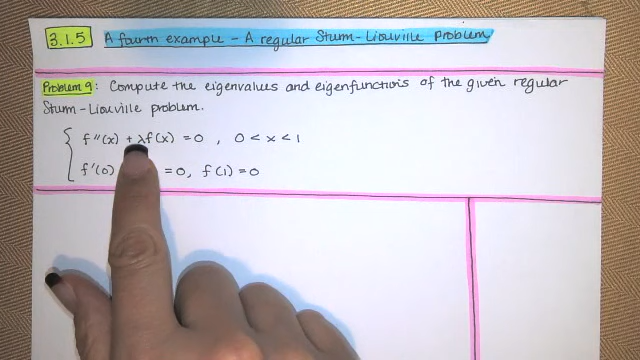 3.1.5 A fourth example - A regular Sturm-Liouville Problem
Problem 9: Compute the eigenvalues and eigenfunctions of the given regular
Sturm-Liouville problem.
f''(x) + λf(x) = 0 , 0 < x < 1
f'(0) = 0, f(1) = 0